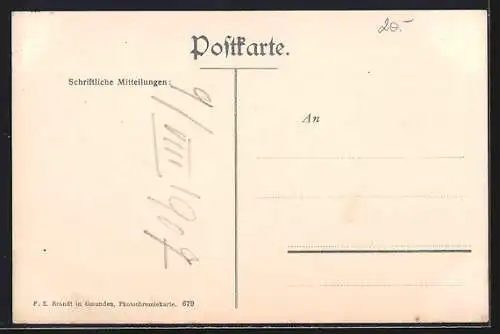 20.-
Postkarte.
Schriftliche Mitteilungen:
9/VIII 1907
An
F. E. Brandt in Gmunden, Photochromiekarte. 679